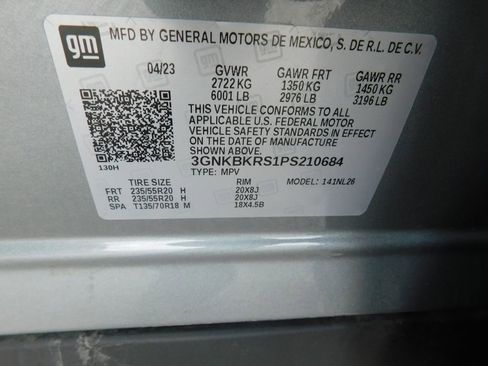 gm MFD BY GENERAL MOTORS DE MEXICO, S. DE R.L. DE C.V.
04/23 GVWR GAWR FRT GAWR RR
2722 KG 1350 KG 1450 KG
6001 LB 2976 LB 3196 LB
THIS VEHICLE CONFORMS TO ALL
APPLICABLE U.S. FEDERAL MOTOR
VEHICLE SAFETY STANDARDS IN EFFECT
ON THE DATE OF MANUFACTURE
SHOWN ABOVE.
130H 3GNKBKRS1PS210684
TYPE: MPV
TIRE SIZE RIM MODEL: 141NL26
FRT 235/55R20 H 20X8J
RR 235/55R20 H 20X8J
SPA T135/70R18 M 18X4.5B